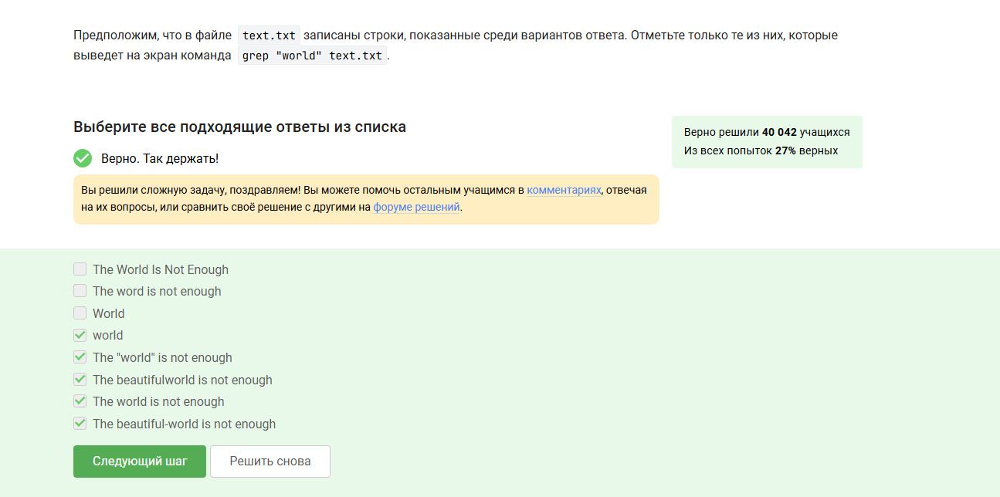 Предположим, что в файле text.txt записаны строки, показанные среди вариантов ответа. Отметьте только те из них, которые
выведет на экран команда grep "world" text.txt.
Выберите все подходящие ответы из списка
Верно. Так держать!
Вы решили сложную задачу, поздравляем! Вы можете помочь остальным учащимся в комментариях, отвечая
на их вопросы, или сравнить своё решение с другими на форуме решений.
Верно решили 40 042 учащихся
Из всех попыток 27% верных
The World Is Not Enough
The word is not enough
World
world
The "world" is not enough
The beautifulworld is not enough
The world is not enough
The beautiful-world is not enough
Следующий шаг
Решить снова